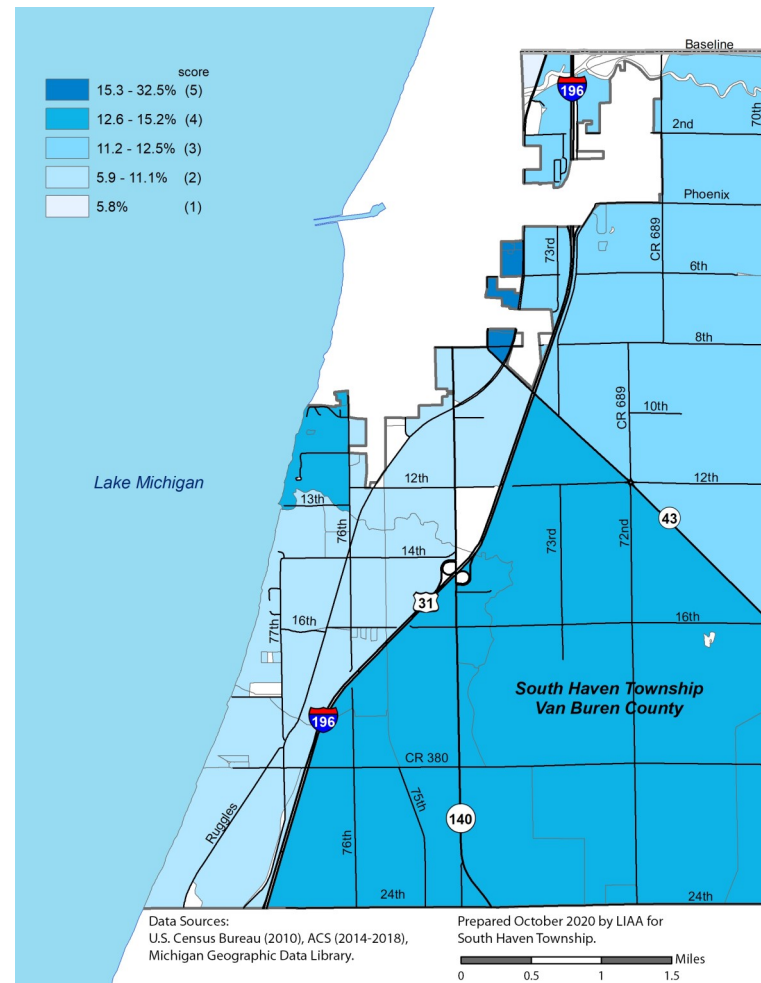 score
15.3 - 32.5% (5)
12.6 - 15.2% (4)
11.2 - 12.5% (3)
5.9 - 11.1% (2)
5.8% (1)
Baseline
196
70th
2nd
Phoenix
73rd
CR 689
6th
8th
CR 689
10th
Lake Michigan
12th
12th
13th
43
76th
14th
73rd
72nd
31
77th
16th
16th
South Haven Township
Van Buren County
196
CR 380
Ruggles
76th
75th
140
24th
24th
Data Sources:
U.S. Census Bureau (2010), ACS (2014-2018),
Michigan Geographic Data Library.
Prepared October 2020 by LIAA for
South Haven Township.
Miles
0 0.5 1 1.5